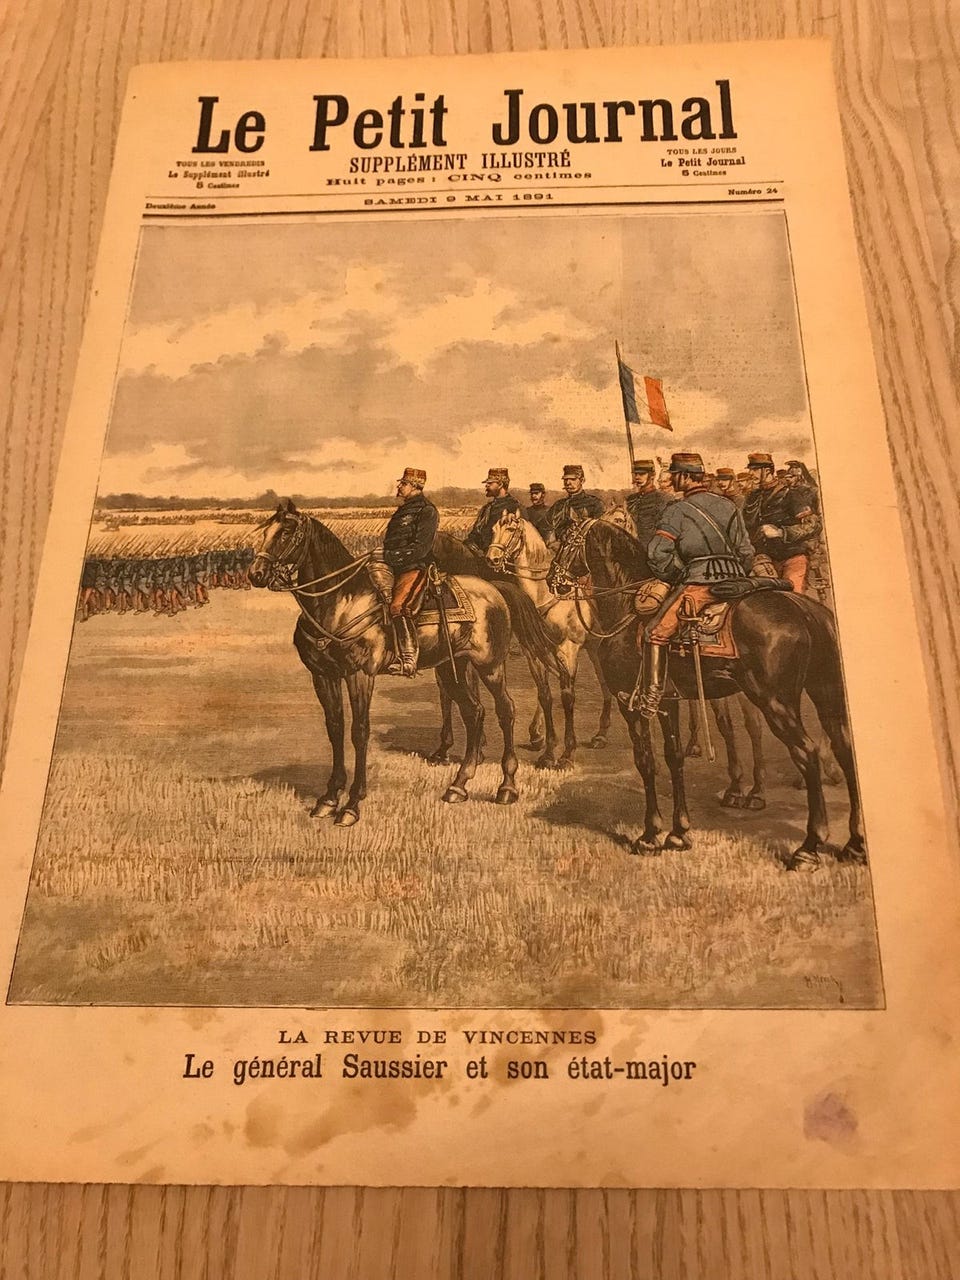 Le Petit Journal
TOUS LES VENDREDIS
Le Supplément illustré
5 Centimes
SUPPLÉMENT ILLUSTRÉ
Huit pages: CINQ centimes
TOUS LES JOURS
Le Petit Journal
5 Centimes
Deuxième Année
SAMEDI 9 MAI 1891
Numéro 24
LA REVUE DE VINCENNES
Le général Saussier et son état-major